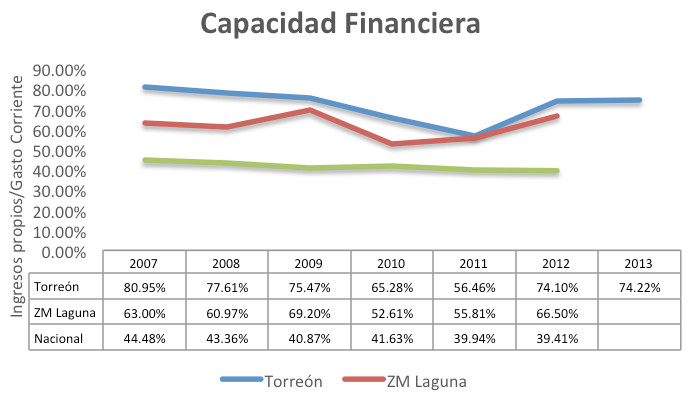 Capacidad Financiera
Ingresos propios/Gasto Corriente
90.00%
80.00%
70.00%
60.00%
50.00%
40.00%
30.00%
20.00%
10.00%
0.00%
2007 2008 2009 2010 2011 2012 2013
Torreón 80.95% 77.61% 75.47% 65.28% 56.46% 74.10% 74.22%
ZM Laguna 63.00% 60.97% 69.20% 52.61% 55.81% 66.50%
Nacional 44.48% 43.36% 40.87% 41.63% 39.94% 39.41%
Torreón ZM Laguna